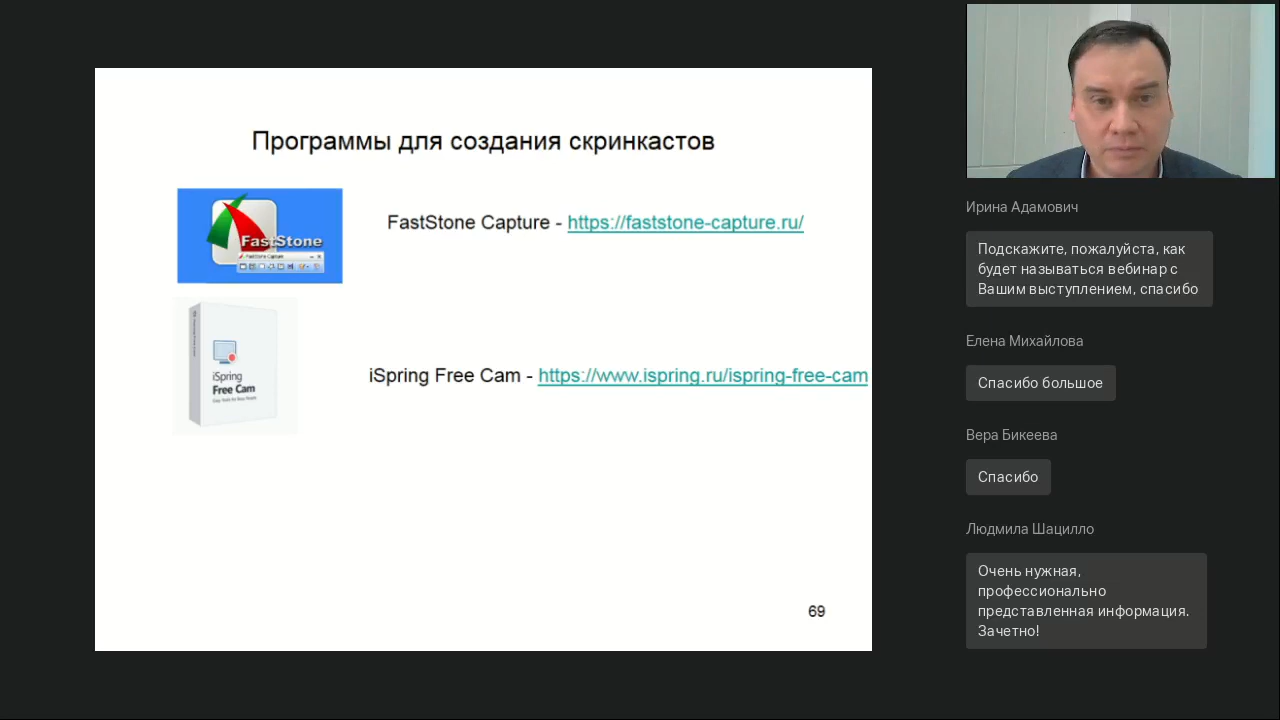 Программы для создания скринкастов
FastStone
FastStone Capture
FastStone Capture - https://faststone-capture.ru/
iSpring
Free Cam
iSpring Free Cam - https://www.ispring.ru/ispring-free-cam
69
Ирина Адамович
Подскажите, пожалуйста, как
будет называться вебинар с
Вашим выступлением, спасибо
Елена Михайлова
Спасибо большое
Вера Бикеева
Спасибо
Людмила Шацилло
Очень нужная,
профессионально
представленная информация.
Зачетно!